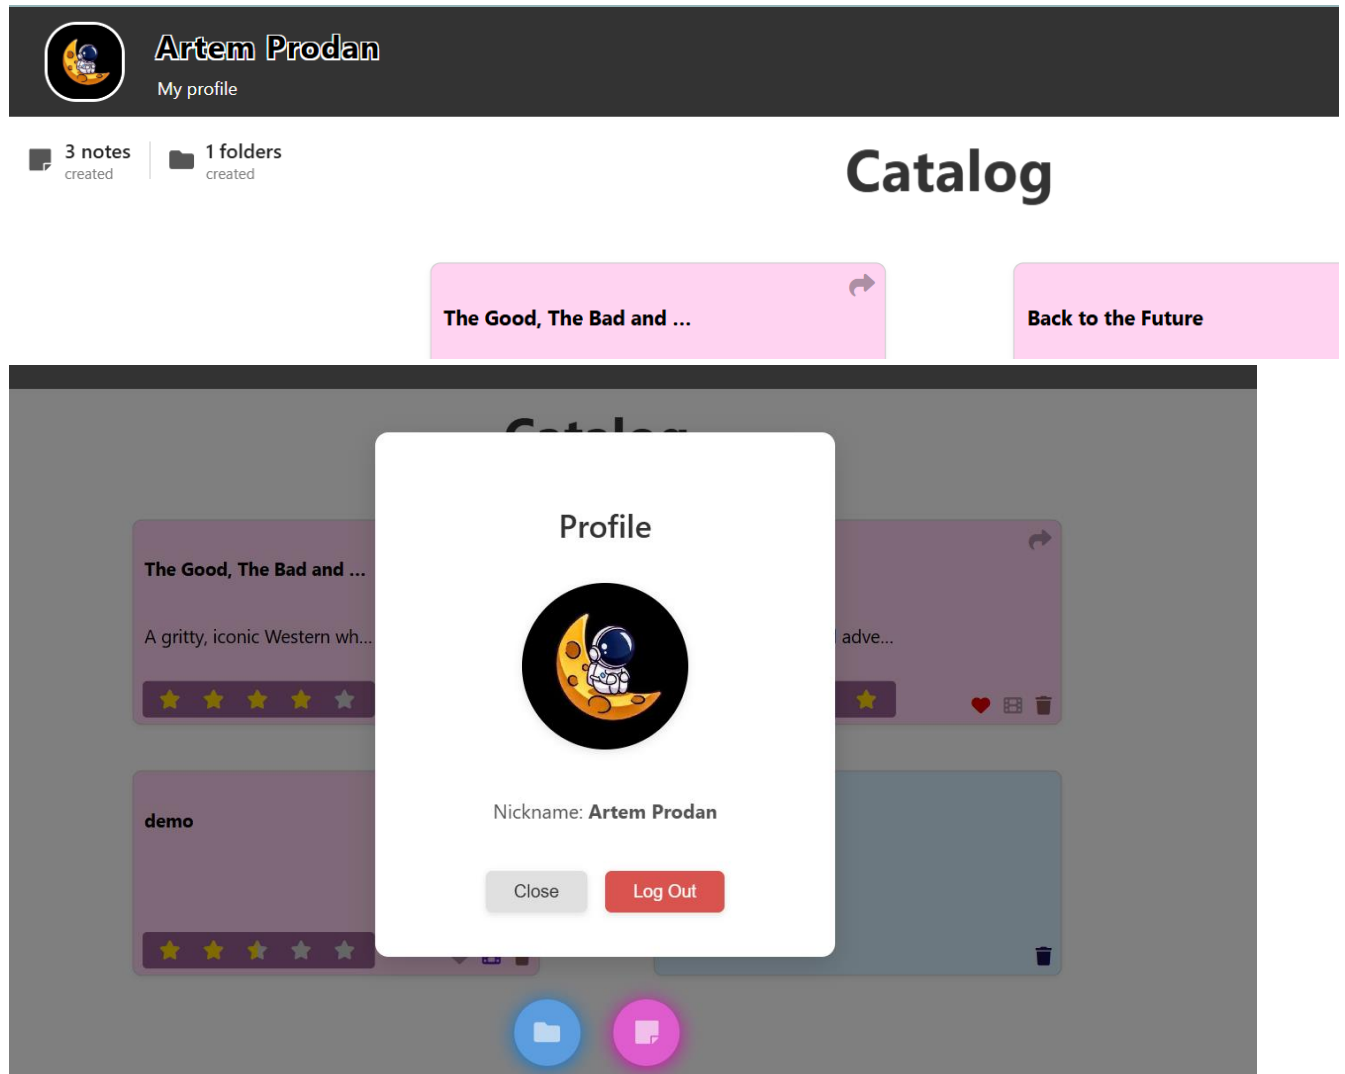 Artem Prodan
My profile
3 notes
created
1 folders
created
Catalog
The Good, The Bad and ...
Back to the Future
Catalog
Profile
The Good, The Bad and ...
A gritty, iconic Western wh...
adve...
demo
Nickname: Artem Prodan
Close
Log Out